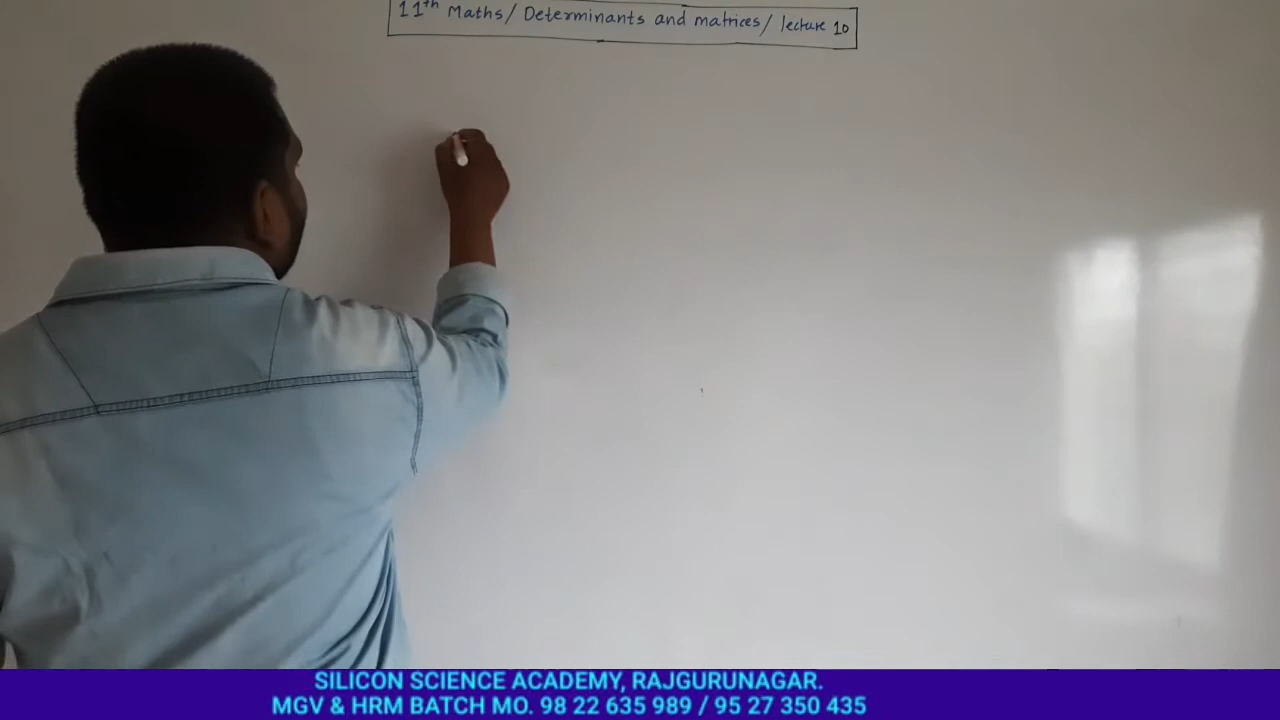 11th Maths/ Determinants and matrices/ lecture 10
SILICON SCIENCE ACADEMY, RAJGURUNAGAR.
MGV & HRM BATCH MO. 98 22 635 989 / 95 27 350 435